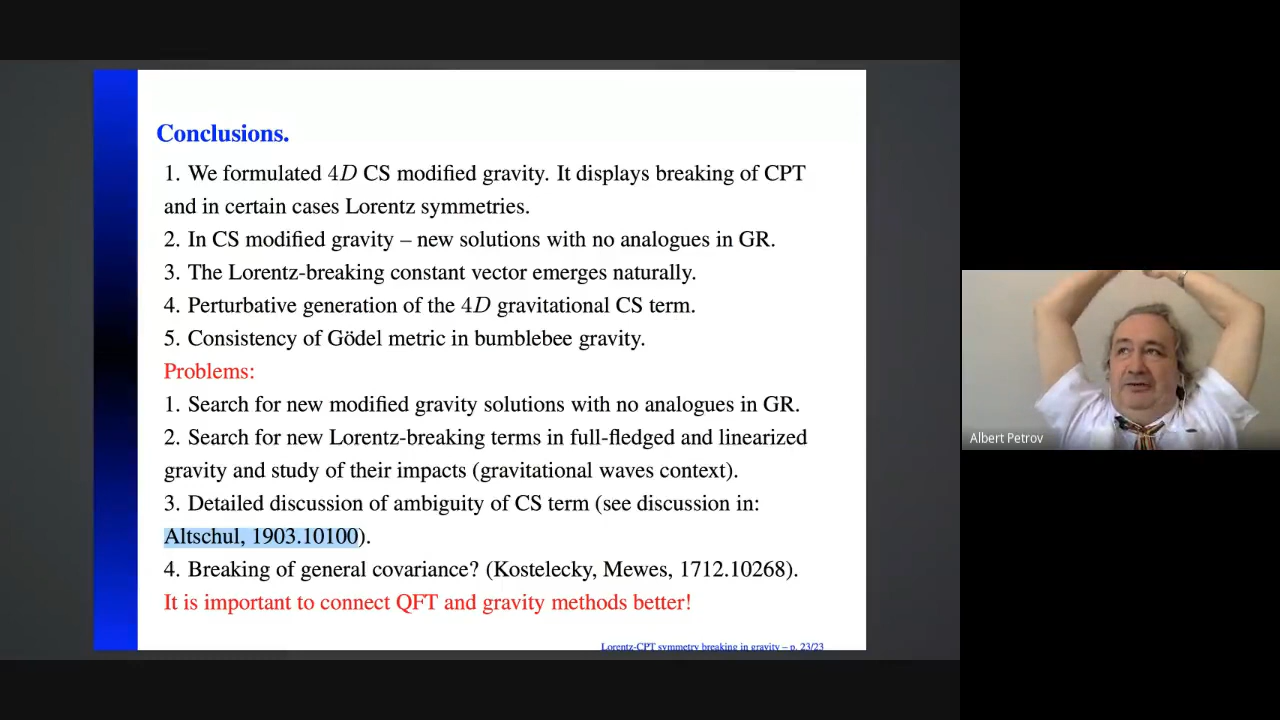 Conclusions.
1. We formulated 4D CS modified gravity. It displays breaking of CPT
and in certain cases Lorentz symmetries.
2. In CS modified gravity – new solutions with no analogues in GR.
3. The Lorentz-breaking constant vector emerges naturally.
4. Perturbative generation of the 4D gravitational CS term.
5. Consistency of Gödel metric in bumblebee gravity.
Problems:
1. Search for new modified gravity solutions with no analogues in GR.
2. Search for new Lorentz-breaking terms in full-fledged and linearized
gravity and study of their impacts (gravitational waves context).
3. Detailed discussion of ambiguity of CS term (see discussion in:
Altschul, 1903.10100).
4. Breaking of general covariance? (Kostelecky, Mewes, 1712.10268).
It is important to connect QFT and gravity methods better!
Lorentz-CPT symmetry breaking in gravity – p. 23/23
Albert Petrov